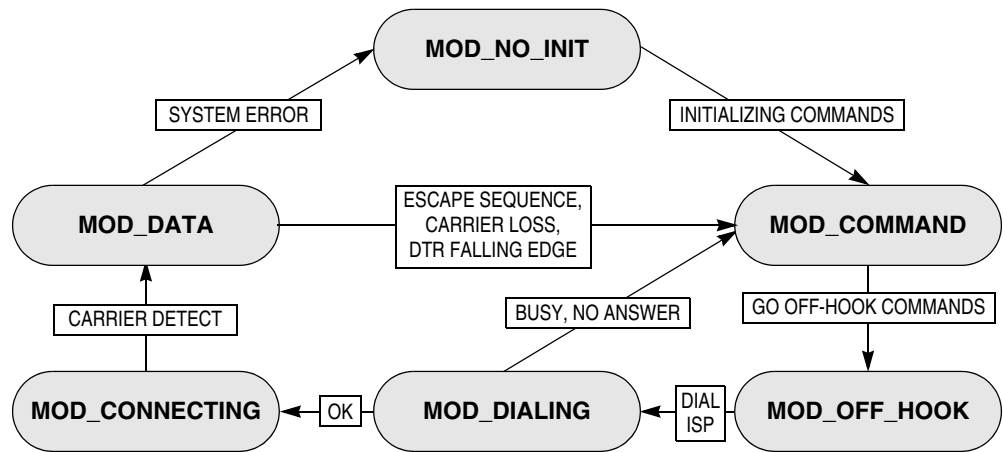 MOD_NO_INIT
SYSTEM ERROR
INITIALIZING COMMANDS
MOD_DATA
ESCAPE SEQUENCE,
CARRIER LOSS,
DTR FALLING EDGE
MOD_COMMAND
CARRIER DETECT
BUSY, NO ANSWER
GO OFF-HOOK COMMANDS
MOD_CONNECTING
OK
MOD_DIALING
DIAL
ISP
MOD_OFF_HOOK